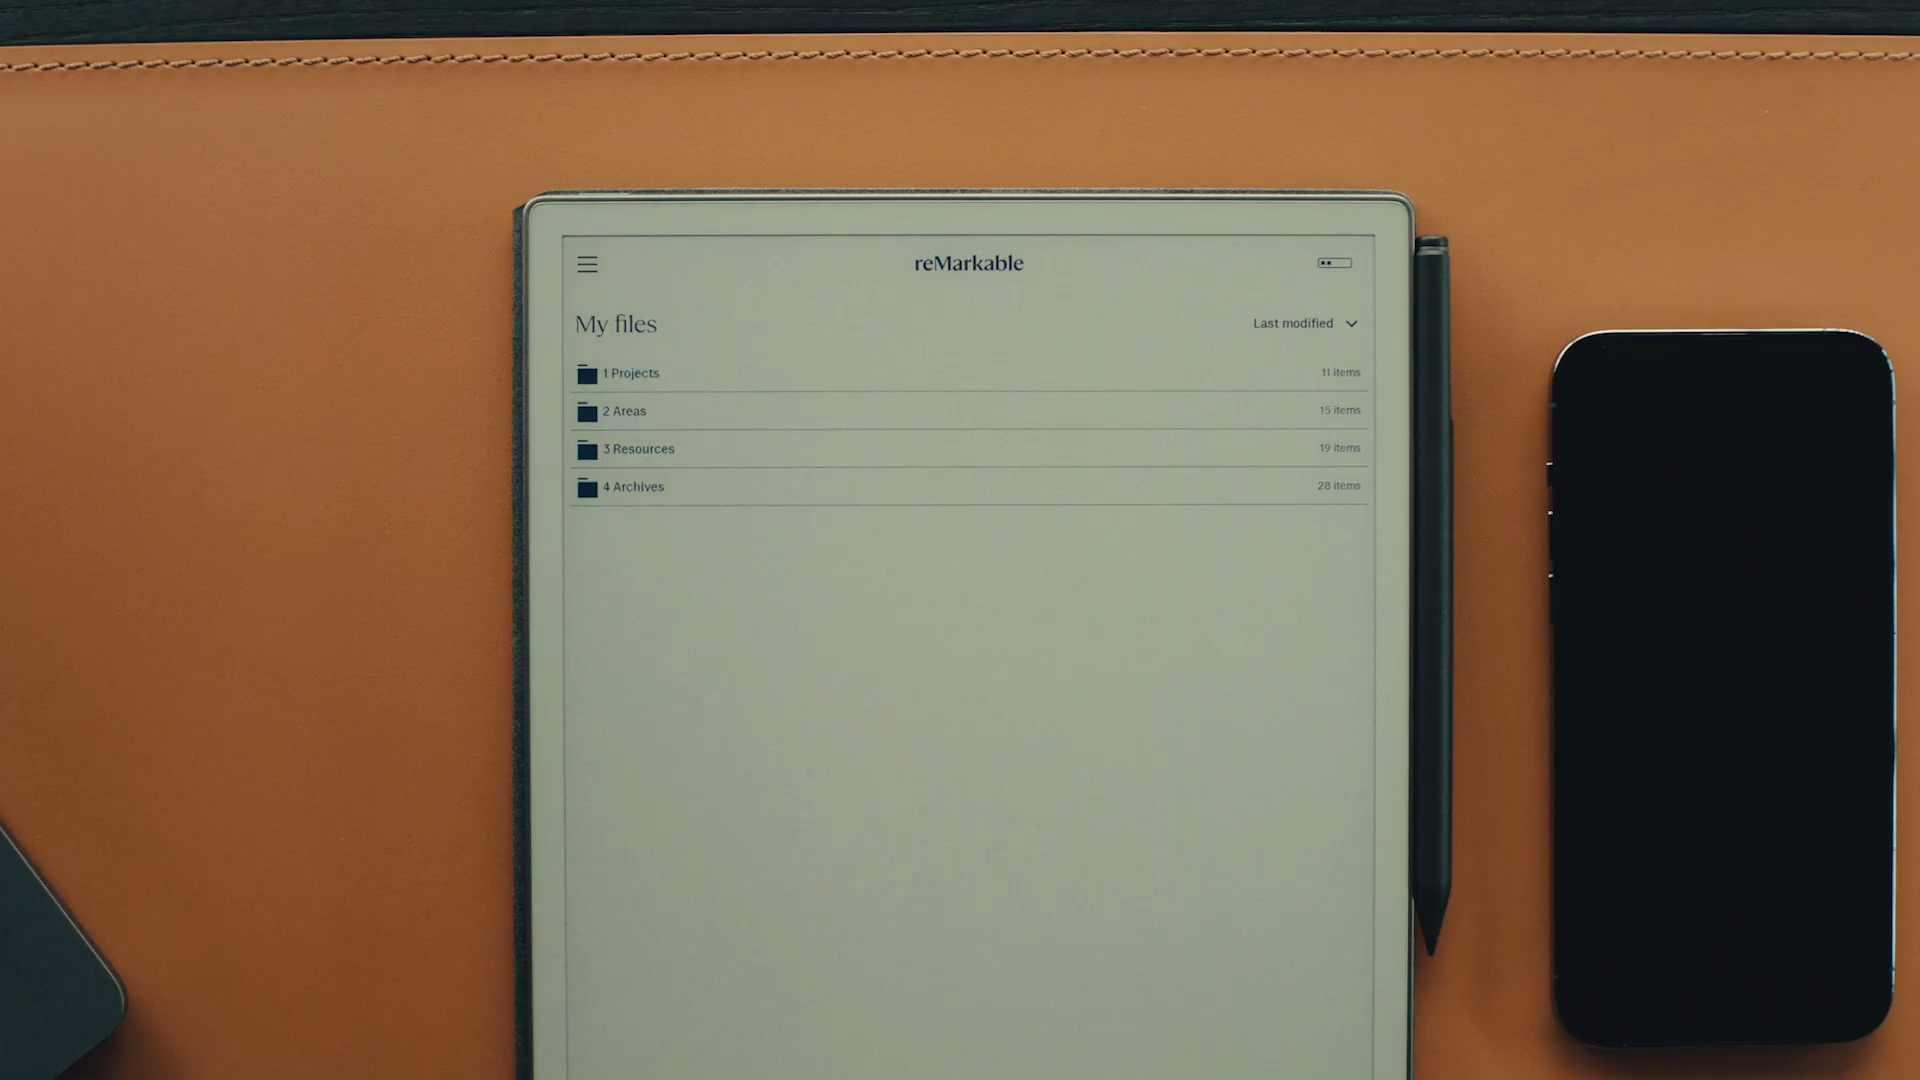 reMarkable
My files
Last modified
1 Projects 11 items
2 Areas 15 items
3 Resources 19 items
4 Archives 28 items